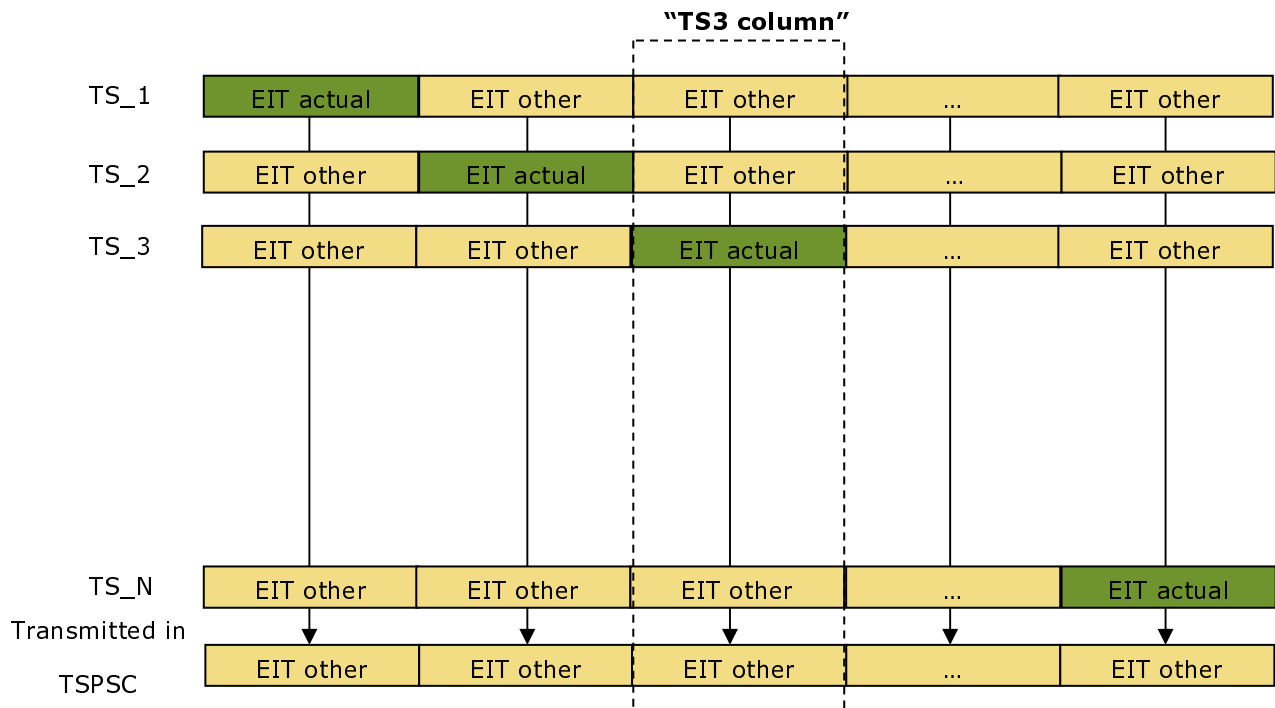 “TS3 column”
TS_1 EIT actual EIT other EIT other ... EIT other
TS_2 EIT other EIT actual EIT other ... EIT other
TS_3 EIT other EIT other EIT actual ... EIT other
TS_N EIT other EIT other EIT other ... EIT actual
Transmitted in
TSPSC EIT other EIT other EIT other ... EIT other